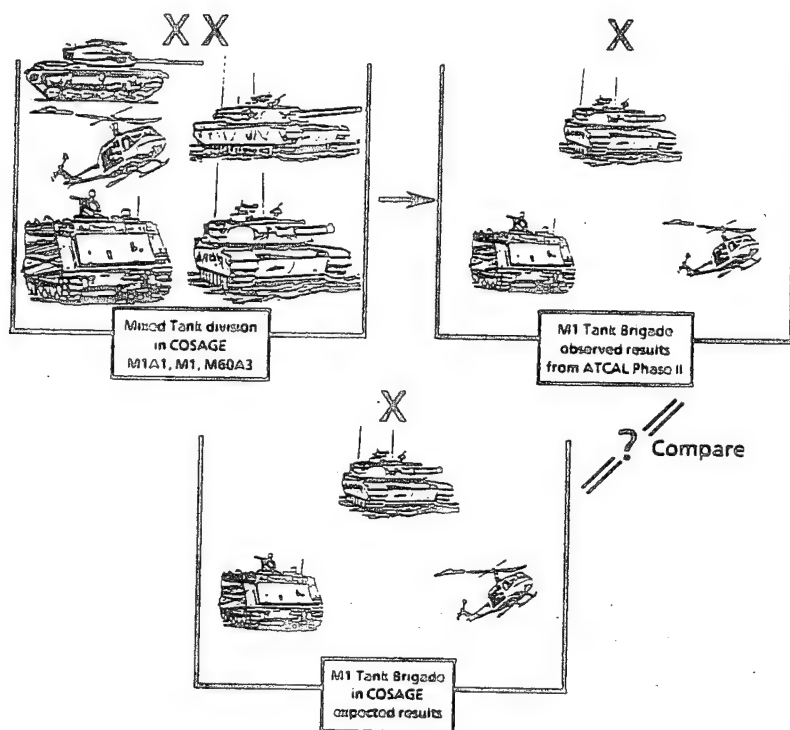 XX
X
Mixed Tank division
in COSAGE
M1A1, M1, M60A3
M1 Tank Brigade
observed results
from ATCAL Phase II
X
? Compare
M1 Tank Brigade
in COSAGE
expected results